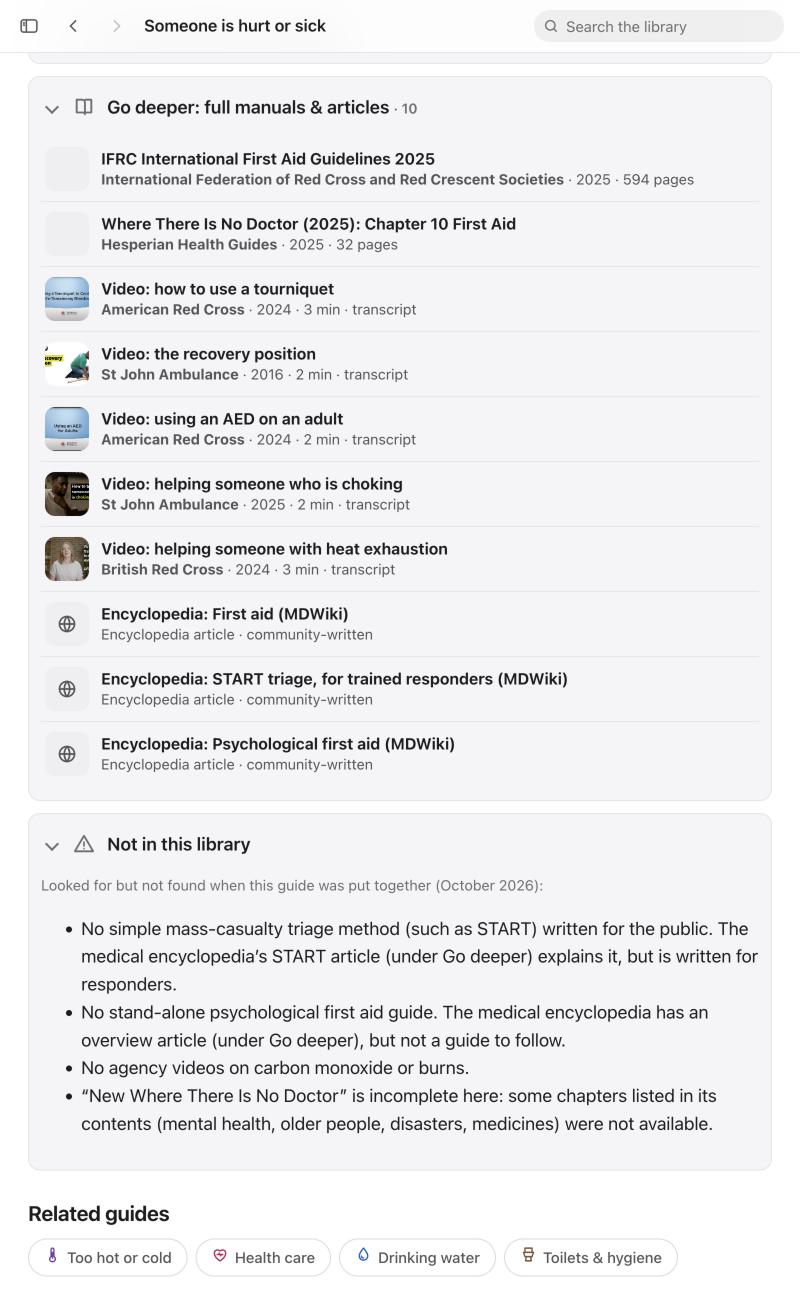 Someone is hurt or sick
Search the library
Go deeper: full manuals & articles · 10
IFRC International First Aid Guidelines 2025
International Federation of Red Cross and Red Crescent Societies · 2025 · 594 pages
Where There Is No Doctor (2025): Chapter 10 First Aid
Hesperian Health Guides · 2025 · 32 pages
Video: how to use a tourniquet
American Red Cross · 2024 · 3 min · transcript
Video: the recovery position
St John Ambulance · 2016 · 2 min · transcript
Using an AED
for Adults
Video: using an AED on an adult
American Red Cross · 2024 · 2 min · transcript
Video: helping someone who is choking
St John Ambulance · 2025 · 2 min · transcript
Video: helping someone with heat exhaustion
British Red Cross · 2024 · 3 min · transcript
Encyclopedia: First aid (MDWiki)
Encyclopedia article · community-written
Encyclopedia: START triage, for trained responders (MDWiki)
Encyclopedia article · community-written
Encyclopedia: Psychological first aid (MDWiki)
Encyclopedia article · community-written
Not in this library
Looked for but not found when this guide was put together (October 2026):
• No simple mass-casualty triage method (such as START) written for the public. The
medical encyclopedia’s START article (under Go deeper) explains it, but is written for
responders.
• No stand-alone psychological first aid guide. The medical encyclopedia has an
overview article (under Go deeper), but not a guide to follow.
• No agency videos on carbon monoxide or burns.
• “New Where There Is No Doctor” is incomplete here: some chapters listed in its
contents (mental health, older people, disasters, medicines) were not available.
Related guides
Too hot or cold
Health care
Drinking water
Toilets & hygiene